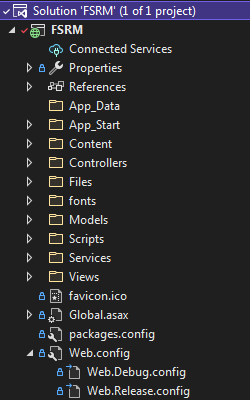 Solution 'FSRM' (1 of 1 project)
FSRM
Connected Services
Properties
References
App_Data
App_Start
Content
Controllers
Files
fonts
Models
Scripts
Services
Views
favicon.ico
Global.asax
packages.config
Web.config
Web.Debug.config
Web.Release.config